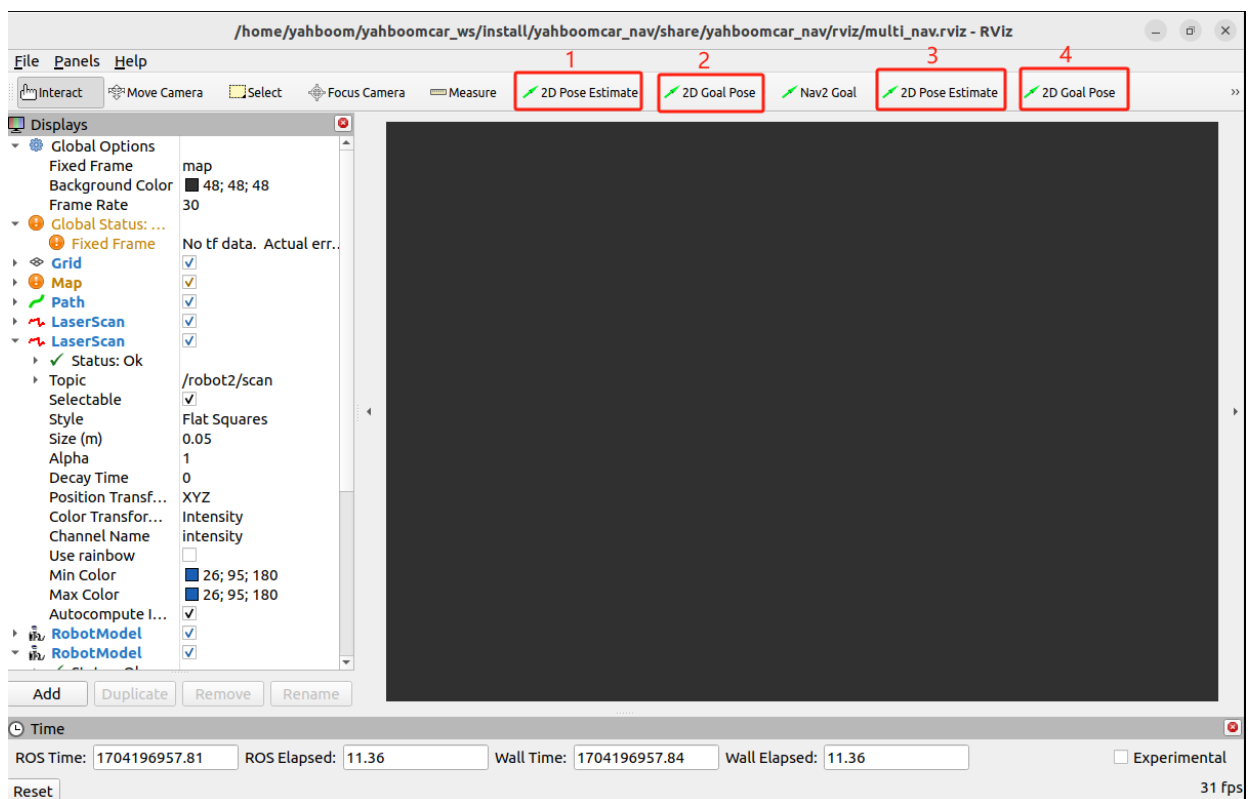 /home/yahboom/yahboomcar_ws/install/yahboomcar_nav/share/yahboomcar_nav/rviz/multi_nav.rviz - RViz
File Panels Help
1 2 3 4
Interact Move Camera Select Focus Camera Measure 2D Pose Estimate 2D Goal Pose Nav2 Goal 2D Pose Estimate 2D Goal Pose »
Displays
Global Options
Fixed Frame map
Background Color 48; 48; 48
Frame Rate 30
Global Status: ...
Fixed Frame No tf data. Actual err..
Grid
Map
Path
LaserScan
LaserScan
Status: Ok
Topic /robot2/scan
Selectable
Style Flat Squares
Size (m) 0.05
Alpha 1
Decay Time 0
Position Transf... XYZ
Color Transfor... Intensity
Channel Name intensity
Use rainbow
Min Color 26; 95; 180
Max Color 26; 95; 180
Autocompute I...
RobotModel
RobotModel
Add Duplicate Remove Rename
Time
ROS Time: 1704196957.81 ROS Elapsed: 11.36 Wall Time: 1704196957.84 Wall Elapsed: 11.36 Experimental
Reset 31 fps